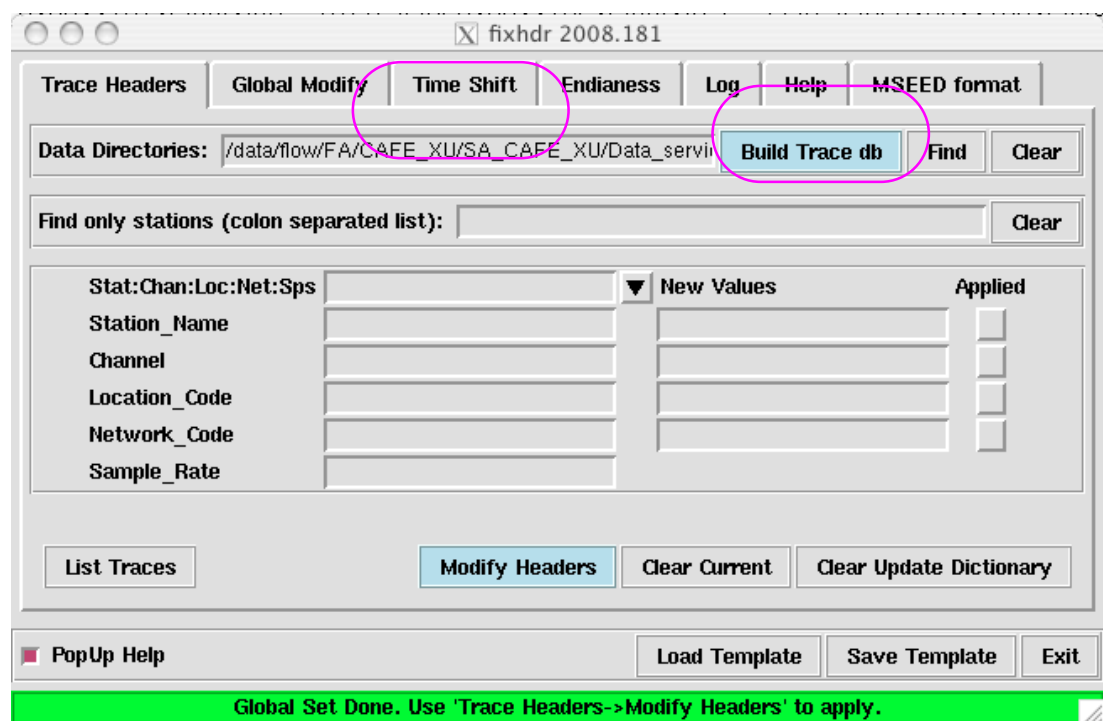 X fixhdr 2008.181
Trace Headers Global Modify Time Shift Endianess Log Help MSEED format
Data Directories: /data/flow/FA/CAFE_XU/SA_CAFE_XU/Data_servi Build Trace db Find Clear
Find only stations (colon separated list): Clear
Stat:Chan:Loc:Net:Sps New Values Applied
Station_Name
Channel
Location_Code
Network_Code
Sample_Rate
List Traces Modify Headers Clear Current Clear Update Dictionary
PopUp Help Load Template Save Template Exit
Global Set Done. Use 'Trace Headers->Modify Headers' to apply.